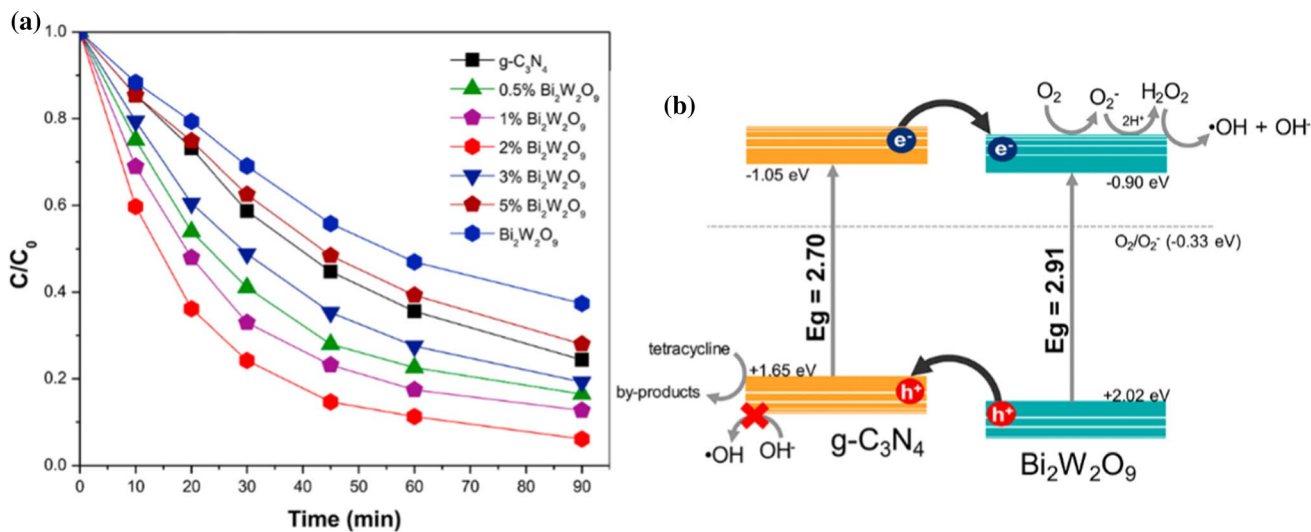 (a)
1.0
0.8
0.6
0.4
0.2
0.0
C/C₀
0 10 20 30 40 50 60 70 80 90
Time (min)
g-C₃N₄
0.5% Bi₂W₂O₉
1% Bi₂W₂O₉
2% Bi₂W₂O₉
3% Bi₂W₂O₉
5% Bi₂W₂O₉
Bi₂W₂O₉
(b)
O₂ O₂⁻ H₂O₂
2H⁺
•OH + OH⁻
e⁻ e⁻
-1.05 eV -0.90 eV
O₂/O₂⁻ (-0.33 eV)
Eg = 2.70
Eg = 2.91
tetracycline
by-products
+1.65 eV
+2.02 eV
h⁺ h⁺
•OH OH⁻
g-C₃N₄
Bi₂W₂O₉